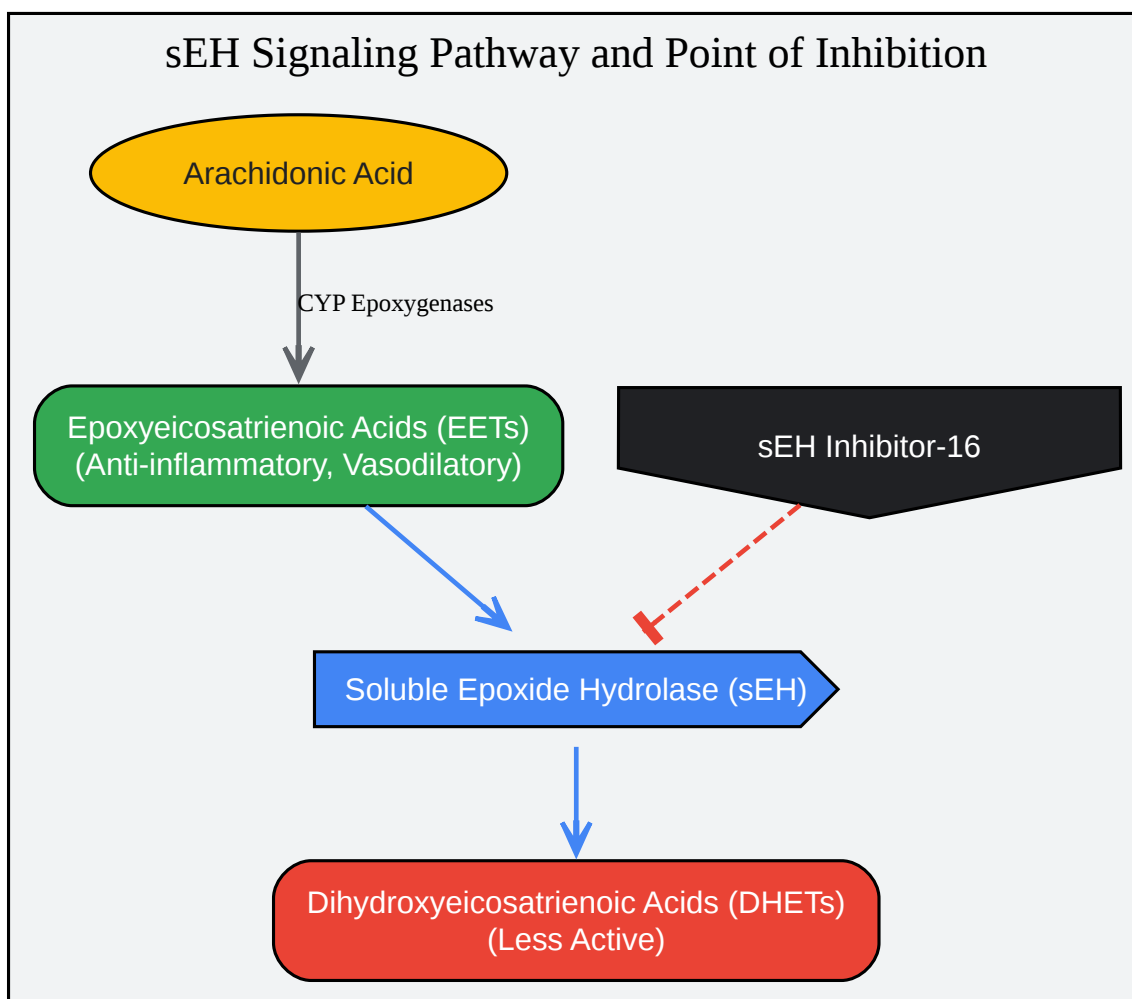 sEH Signaling Pathway and Point of Inhibition
Arachidonic Acid
CYP Epoxygenases
Epoxyeicosatrienoic Acids (EETs)
(Anti-inflammatory, Vasodilatory)
sEH Inhibitor-16
Soluble Epoxide Hydrolase (sEH)
Dihydroxyeicosatrienoic Acids (DHETs)
(Less Active)